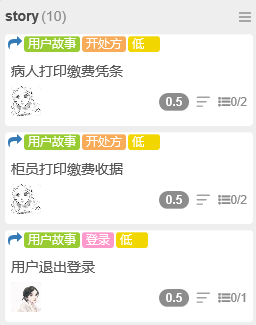 story (10)
用户故事 开处方 低
病人打印缴费凭条
0.5 0/2
用户故事 开处方 低
柜员打印缴费收据
0.5 0/2
用户故事 登录 低
用户退出登录
0.5 0/1